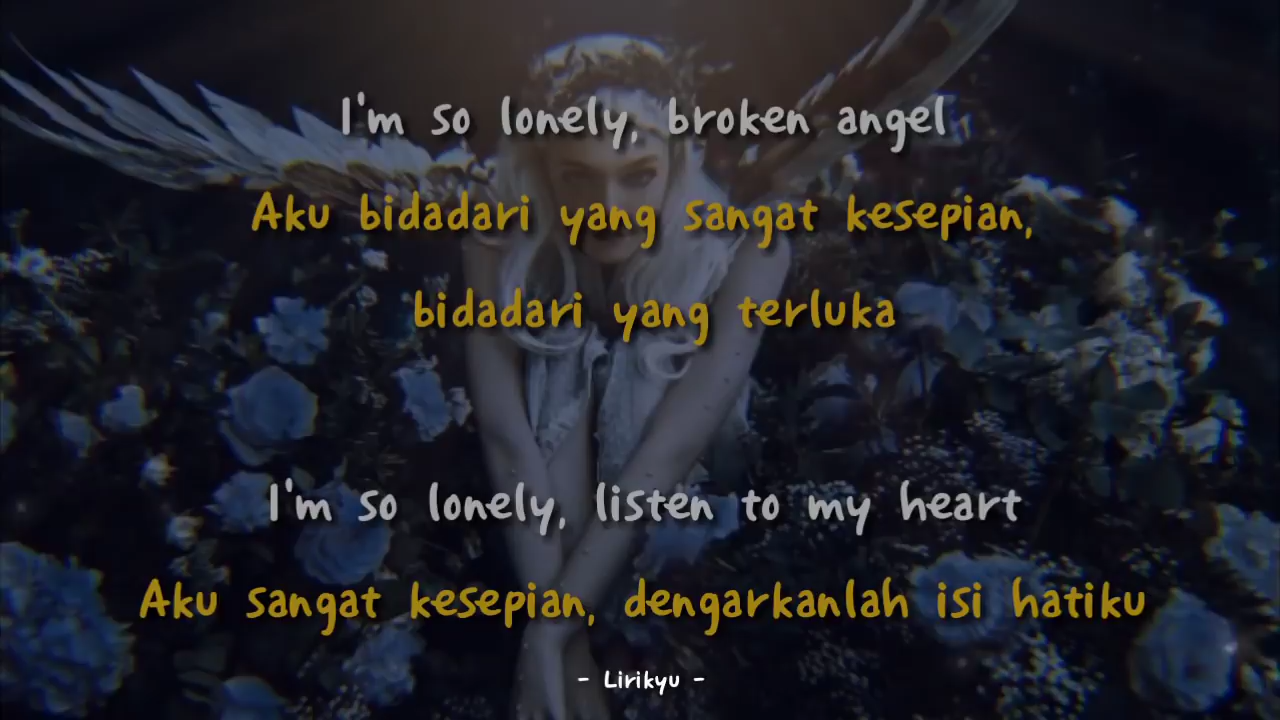 I'm so lonely, broken angel
Aku bidadari yang sangat kesepian,
bidadari yang terluka
I'm so lonely, listen to my heart
Aku sangat kesepian, dengarkanlah isi hatiku
- Lirikyu -